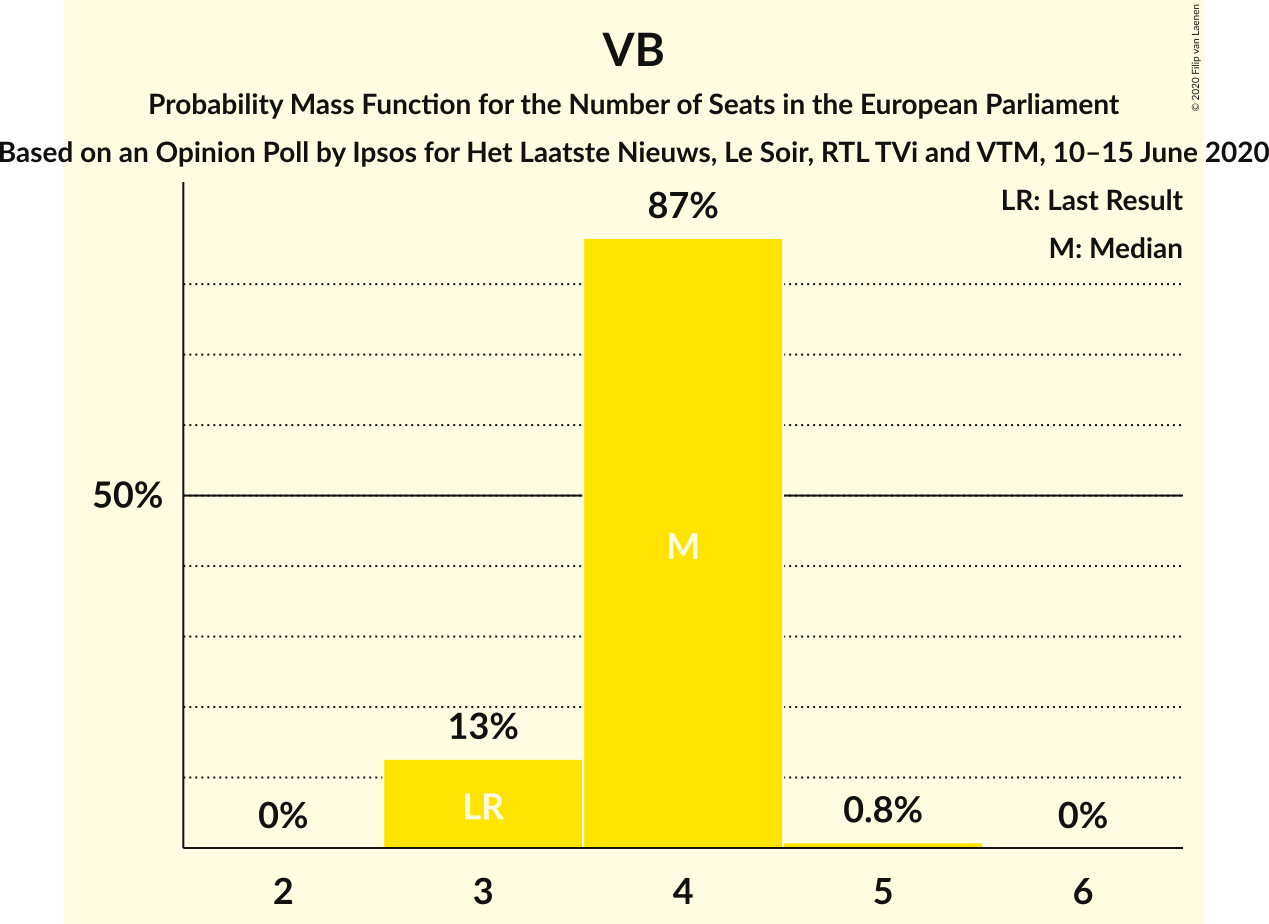 VB
Probability Mass Function for the Number of Seats in the European Parliament
Based on an Opinion Poll by Ipsos for Het Laatste Nieuws, Le Soir, RTL TVi and VTM, 10–15 June 2020
© 2020 Filip van Laenen
LR: Last Result
M: Median
87%
50%
M
13%
LR
0%
0.8%
0%
2 3 4 5 6